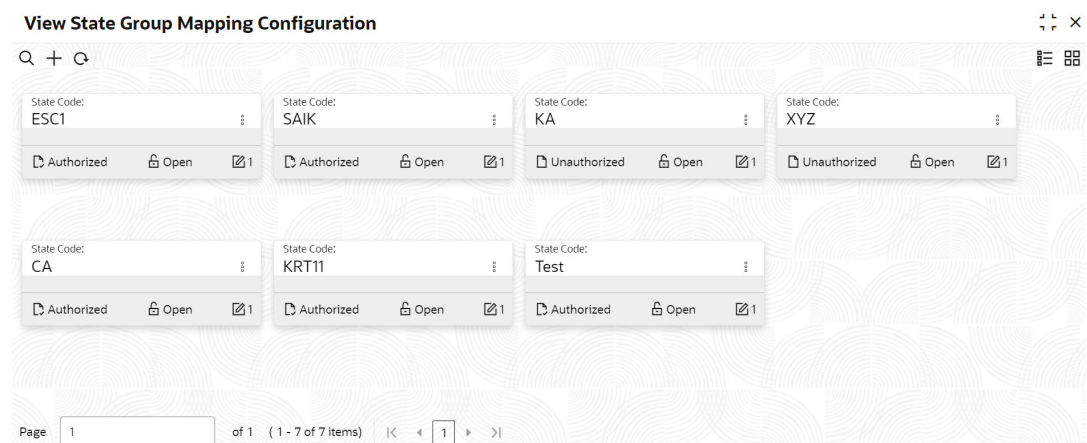 View State Group Mapping Configuration
State Code: State Code: State Code: State Code:
ESC1 SAIK KA XYZ
Authorized Open 1 Authorized Open 1 Unauthorized Open 1 Unauthorized Open 1
State Code: State Code: State Code:
CA KRT11 Test
Authorized Open 1 Authorized Open 1 Authorized Open 1
Page 1 of 1 (1 - 7 of 7 items) 1